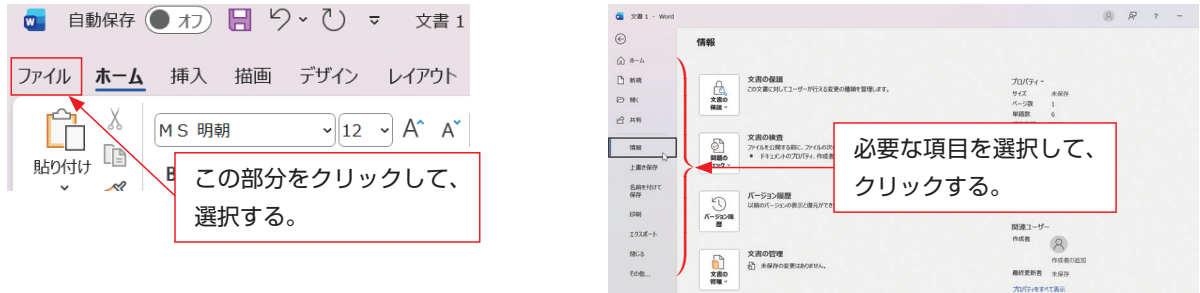 自動保存 オフ 文書 1
ファイル ホーム 挿入 描画 デザイン レイアウト
貼り付け
ＭＳ 明朝 12 A A
B
この部分をクリックして、
選択する。
文書 1 - Word ?
情報
ホーム
新規
開く
共有
情報
上書き保存
名前を付けて
保存
印刷
エクスポート
閉じる
その他...
文書の
保護
文書の保護
この文書に対してユーザーが行える変更の種類を管理します。
問題の
チェック
文書の検査
ファイルを公開する前に、ファイルの次
ドキュメントのプロパティ、作成者
バージョン履
歴
バージョン履歴
以前のバージョンの表示と復元ができ
文書の
管理
文書の管理
未保存の変更はありません。
プロパティ
サイズ 未保存
ページ数 1
単語数 6
必要な項目を選択して、
クリックする。
関連ユーザー
作成者
作成者の追加
最終更新者 未保存
プロパティをすべて表示